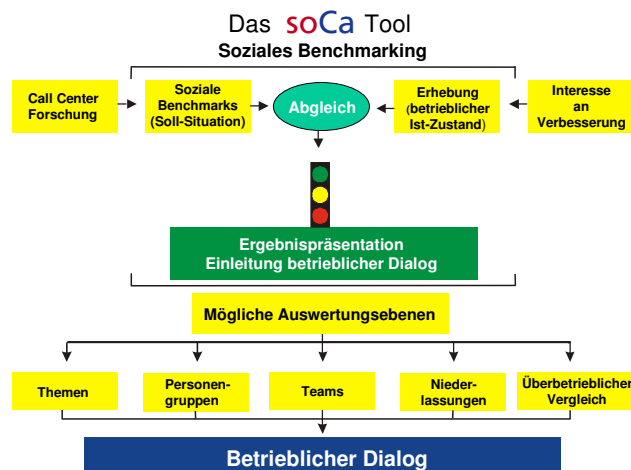 Das soCa Tool
Soziales Benchmarking
Call Center
Forschung
Soziale
Benchmarks
(Soll-Situation)
Abgleich
Erhebung
(betrieblicher
Ist-Zustand)
Interesse
an
Verbesserung
Ergebnispräsentation
Einleitung betrieblicher Dialog
Mögliche Auswertungsebenen
Themen
Personen-
gruppen
Teams
Nieder-
lassungen
Überbetrieblicher
Vergleich
Betrieblicher Dialog